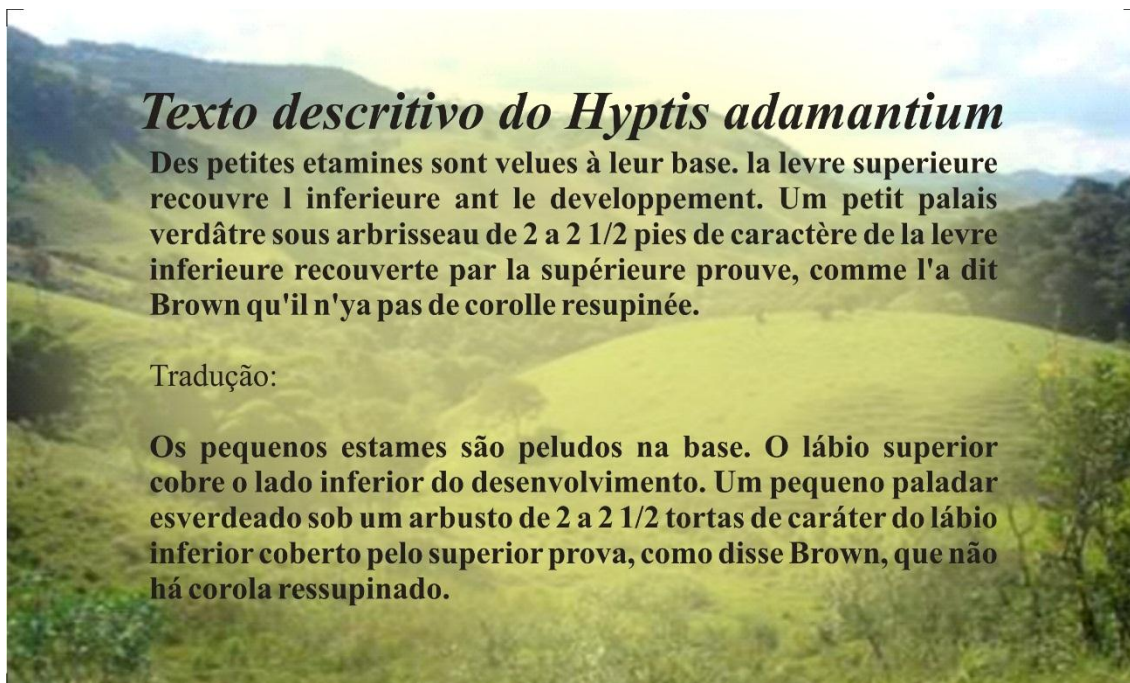 Texto descritivo do Hyptis adamantium
Des petites etamines sont velues à leur base. la levre superieure
recouvre l inferieure ant le developpement. Um petit palais
verdâtre sous arbrisseau de 2 a 2 1/2 pies de caractère de la levre
inferieure recouverte par la supérieure prouve, comme l'a dit
Brown qu'il n'ya pas de corolle resupinée.
Tradução:
Os pequenos estames são peludos na base. O lábio superior
cobre o lado inferior do desenvolvimento. Um pequeno paladar
esverdeado sob um arbusto de 2 a 2 1/2 tortas de caráter do lábio
inferior coberto pelo superior prova, como disse Brown, que não
há corola ressupinado.